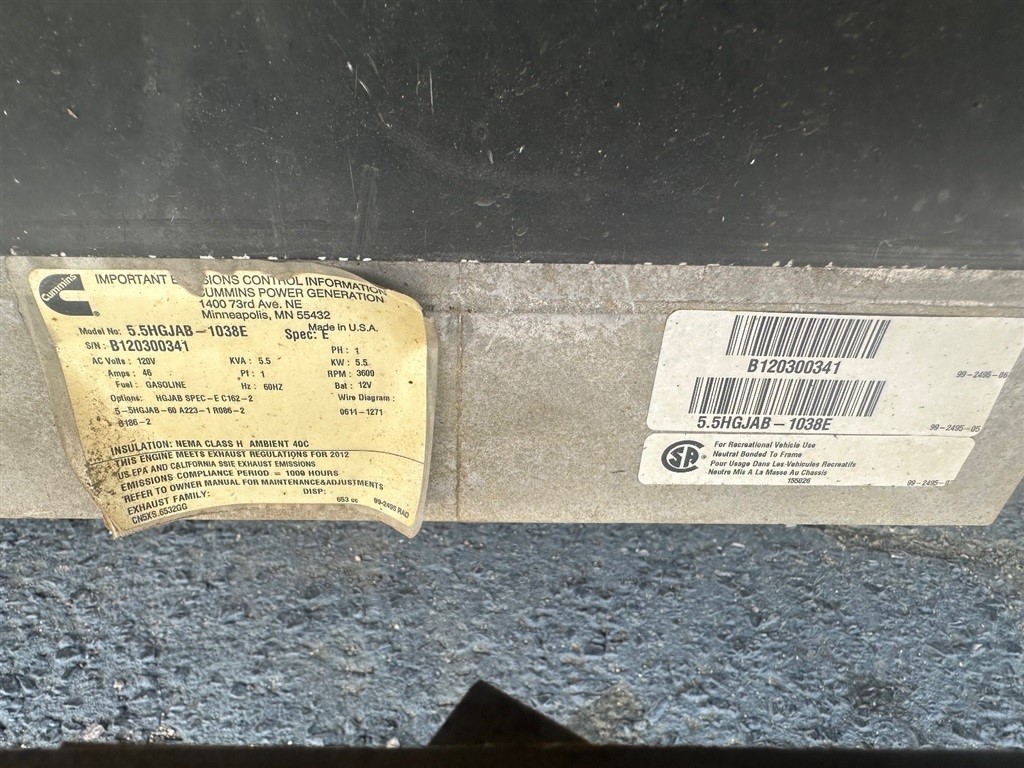 Cummins
IMPORTANT E SIONS CONTROL INFORMATION
CUMMINS POWER GENERATION
1400 73rd Ave. NE
Minneapolis, MN 55432
Made in U.S.A.
Model No: 5.5HGJAB-1038E Spec: E
S/N: B120300341 PH: 1
AC Volts: 120V KVA: 5.5 KW: 5.5
Amps: 46 Pf: 1 RPM: 3600
Fuel: GASOLINE Hz: 60HZ Bat: 12V
Options: HGJAB SPEC-E C162-2 Wire Diagram:
5-5HGJAB-60 A223-1 R086-2 0611-1271
B186-2
INSULATION: NEMA CLASS H AMBIENT 40C
THIS ENGINE MEETS EXHAUST REGULATIONS FOR 2012
US EPA AND CALIFORNIA SSIE EXHAUST EMISSIONS
EMISSIONS COMPLIANCE PERIOD = 1000 HOURS
REFER TO OWNER MANUAL FOR MAINTENANCE&ADJUSTMENTS
EXHAUST FAMILY: DISP:
CN5XS.6532GG 653 cc 99-2495 RAD
B120300341
99-2495-06
5.5HGJAB-1038E
99-2495-05
For Recreational Vehicle Use
Neutral Bonded To Frame
Pour Usage Dans Les-Vehicules Recreatifs
Neutre Mis A La Masse Au Chassis
155026